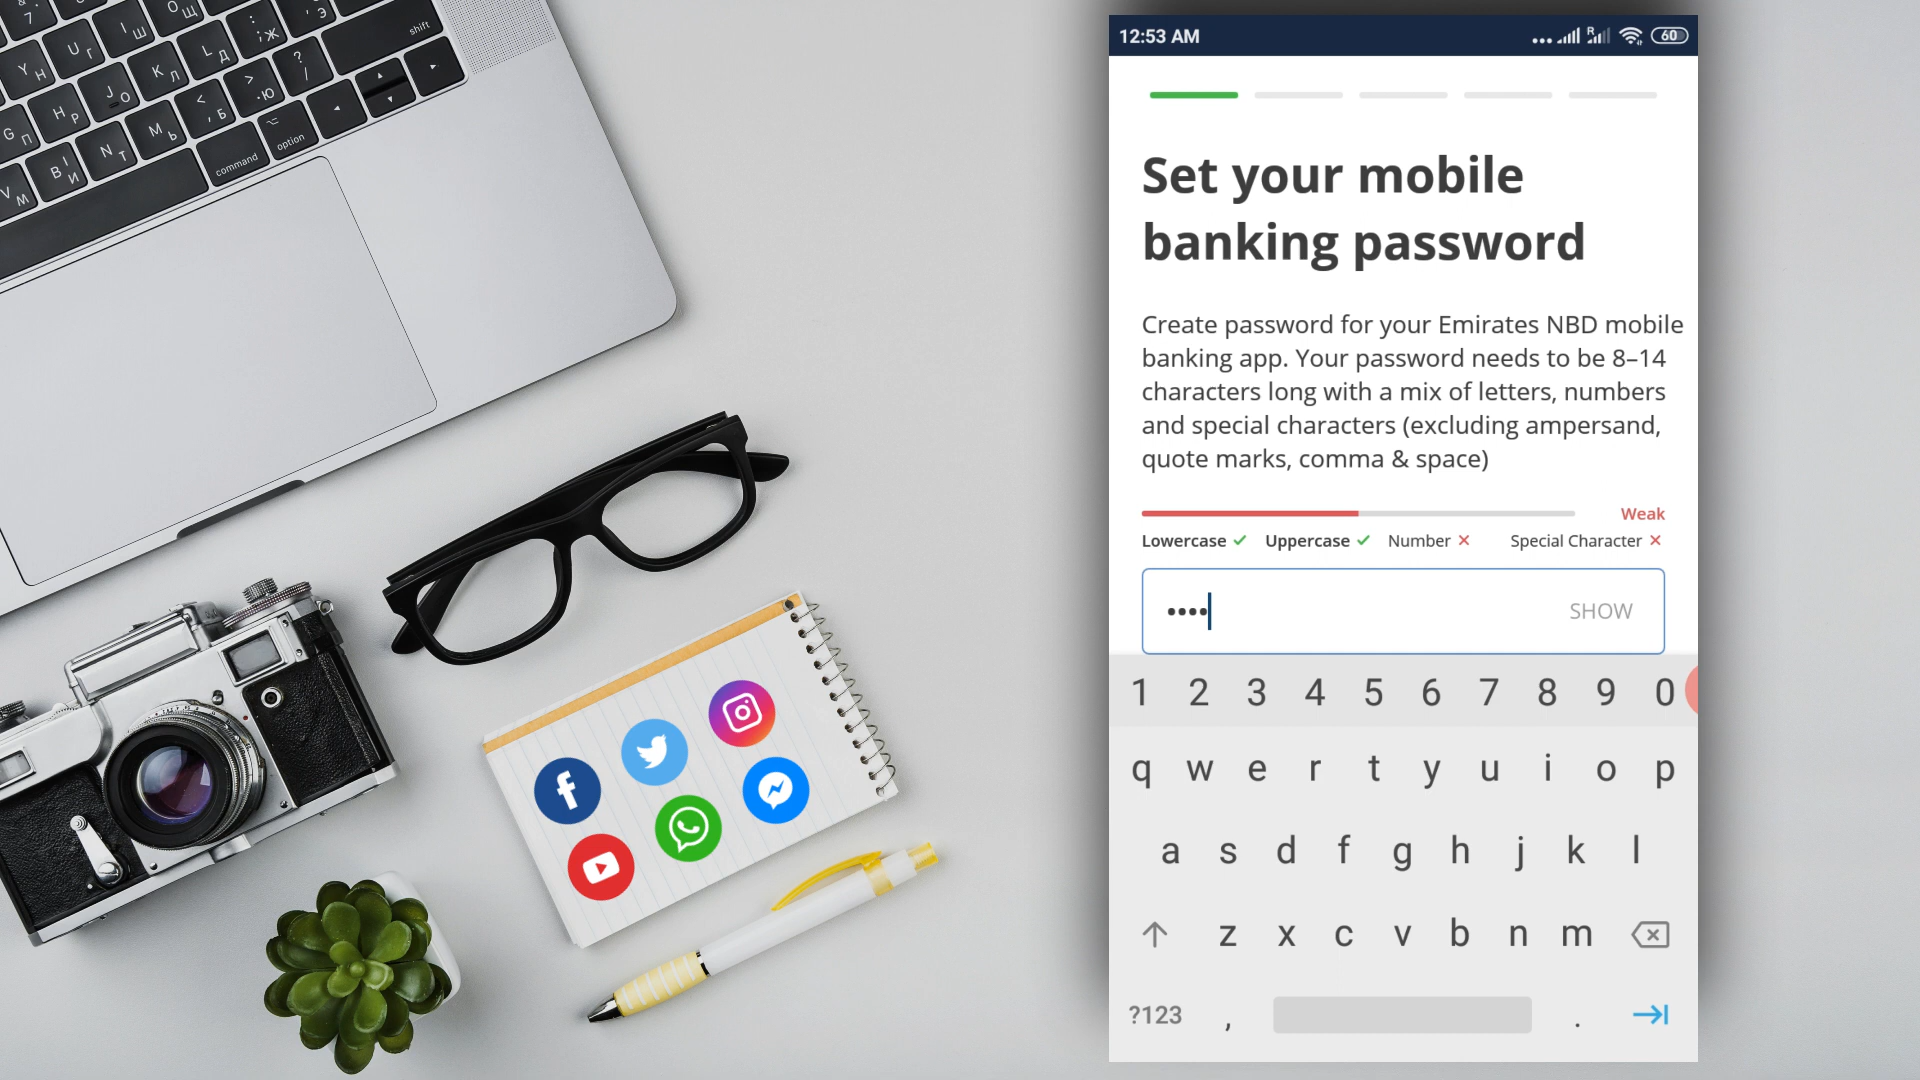 12:53 AM
R
60
Set your mobile
banking password
Create password for your Emirates NBD mobile
banking app. Your password needs to be 8–14
characters long with a mix of letters, numbers
and special characters (excluding ampersand,
quote marks, comma & space)
Weak
Lowercase Uppercase Number Special Character
SHOW
1 2 3 4 5 6 7 8 9 0
q w e r t y u i o p
a s d f g h j k l
z x c v b n m
?123 , .
shift
command
option